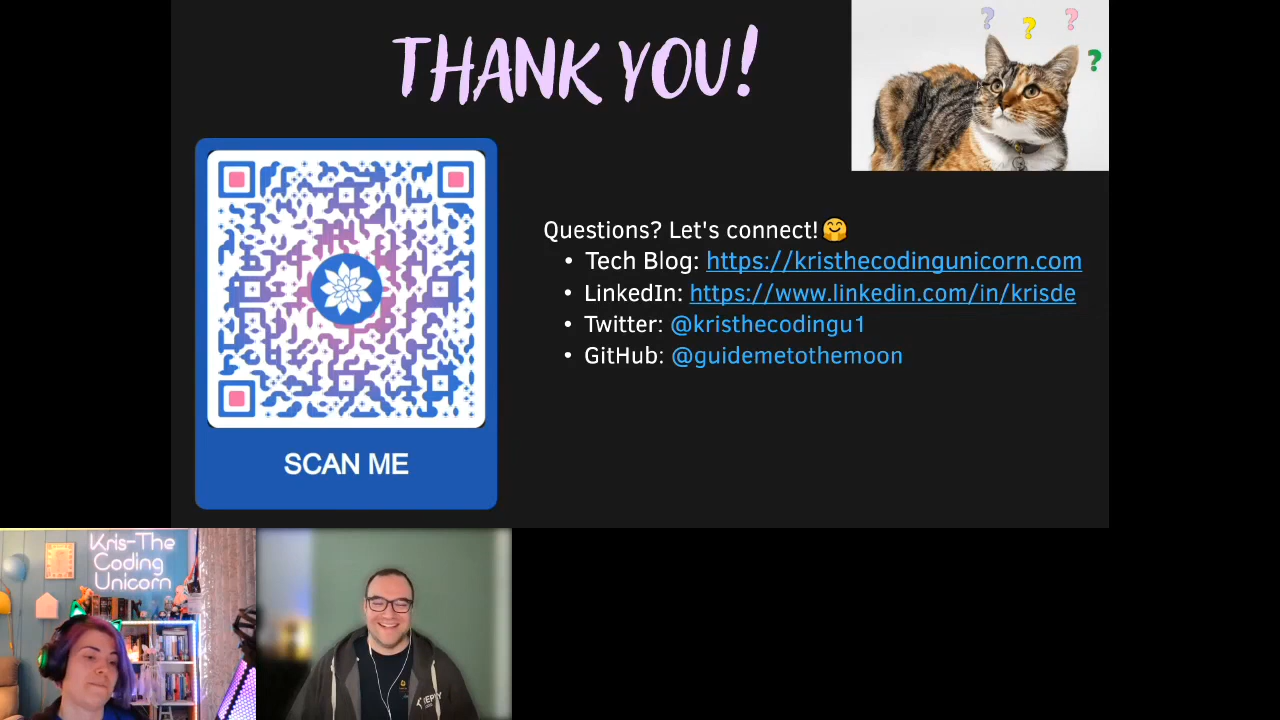 THANK YOU!
? ? ? ?
SCAN ME
Questions? Let's connect!🤗
• Tech Blog: https://kristhecodingunicorn.com
• LinkedIn: https://www.linkedin.com/in/krisde
• Twitter: @kristhecodingu1
• GitHub: @guidemetothemoon
Kris-The
Coding
Unicorn